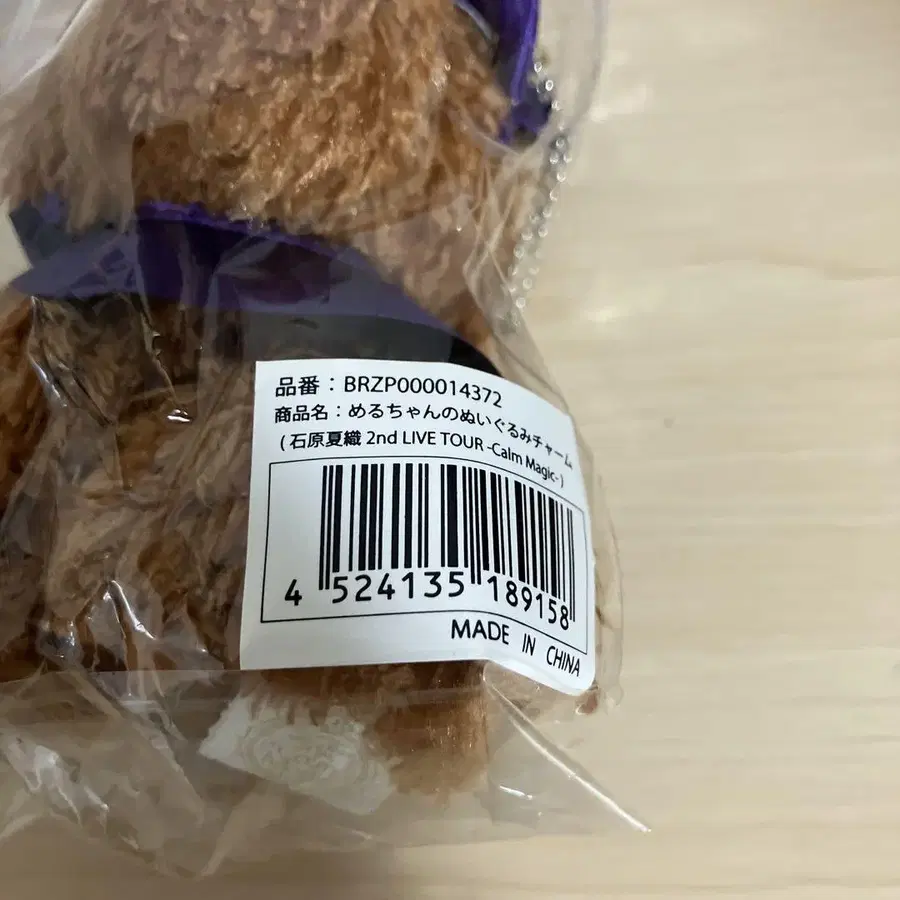 品番：BRZP000014372
商品名：めるちゃんのぬいぐるみチャーム
(石原夏織 2nd LIVE TOUR -Calm Magic-)
4 524135 189158
MADE IN CHINA